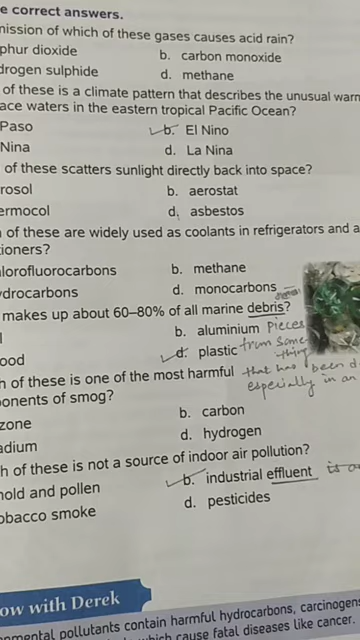 e correct answers.
nission of which of these gases causes acid rain?
phur dioxide b. carbon monoxide
drogen sulphide d. methane
of these is a climate pattern that describes the unusual warm
ace waters in the eastern tropical Pacific Ocean?
Paso b. El Nino
Nina d. La Nina
of these scatters sunlight directly back into space?
rosol b. aerostat
ermocol d. asbestos
of these are widely used as coolants in refrigerators and a
ioners?
lorofluorocarbons b. methane
drocarbons d. monocarbons
makes up about 60–80% of all marine debris?
l b. aluminium pieces
ood d. plastic from some-
thing
h of these is one of the most harmful that has been d
onents of smog? especially in an
zone b. carbon
adium d. hydrogen
h of these is not a source of indoor air pollution?
nold and pollen b. industrial effluent is a
obacco smoke d. pesticides
ow with Derek
onmental pollutants contain harmful hydrocarbons, carcinogens
which cause fatal diseases like cancer.